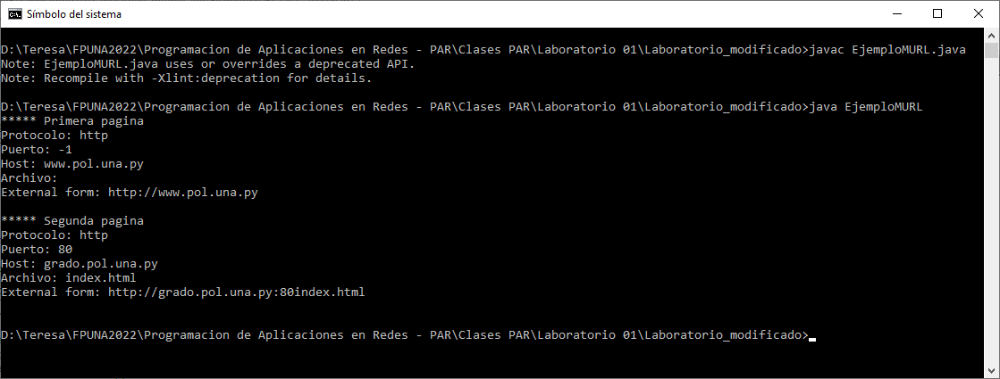 Símbolo del sistema
D:\Teresa\FPUNA2022\Programacion de Aplicaciones en Redes - PAR\Clases PAR\Laboratorio 01\Laboratorio_modificado>javac EjemploMURL.java
Note: EjemploMURL.java uses or overrides a deprecated API.
Note: Recompile with -Xlint:deprecation for details.
D:\Teresa\FPUNA2022\Programacion de Aplicaciones en Redes - PAR\Clases PAR\Laboratorio 01\Laboratorio_modificado>java EjemploMURL
***** Primera pagina
Protocolo: http
Puerto: -1
Host: www.pol.una.py
Archivo:
External form: http://www.pol.una.py
***** Segunda pagina
Protocolo: http
Puerto: 80
Host: grado.pol.una.py
Archivo: index.html
External form: http://grado.pol.una.py:80index.html
D:\Teresa\FPUNA2022\Programacion de Aplicaciones en Redes - PAR\Clases PAR\Laboratorio 01\Laboratorio_modificado>